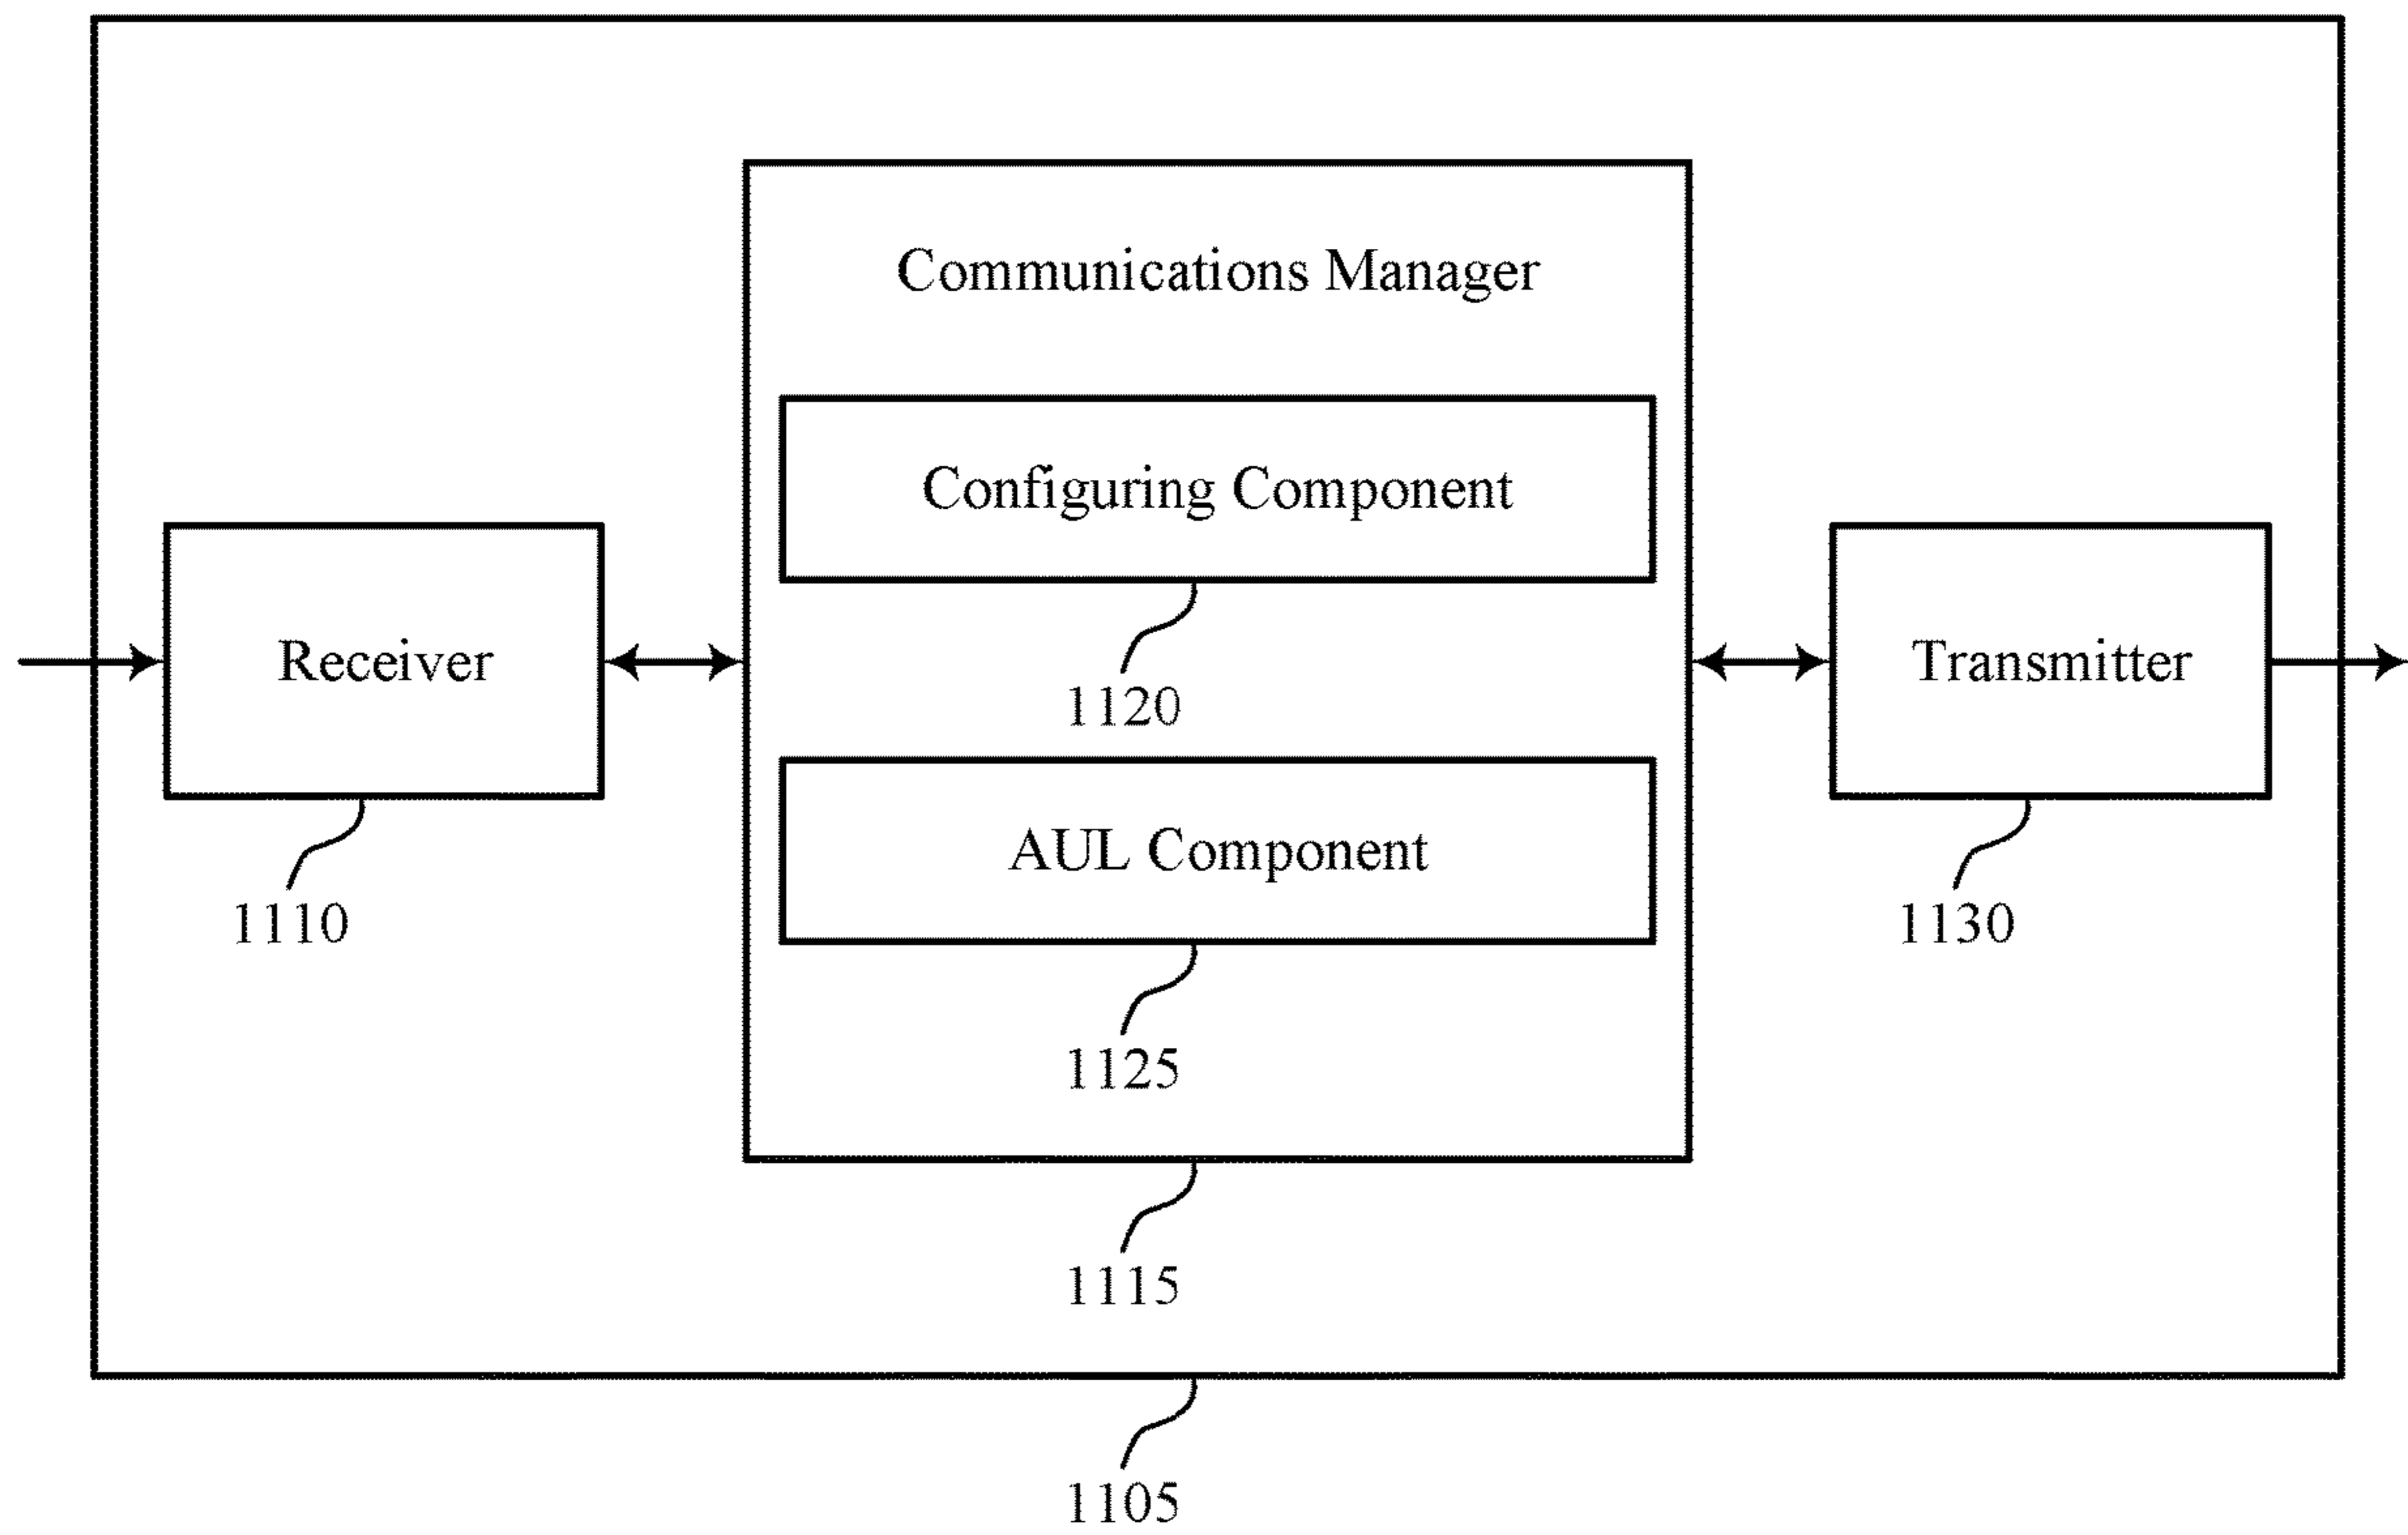 Communications Manager
Configuring Component
Receiver
Transmitter
1120
AUL Component
1110
1130
1125
1115
1105